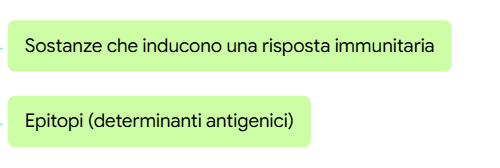 Sostanze che inducono una risposta immunitaria
Epitopi (determinanti antigenici)